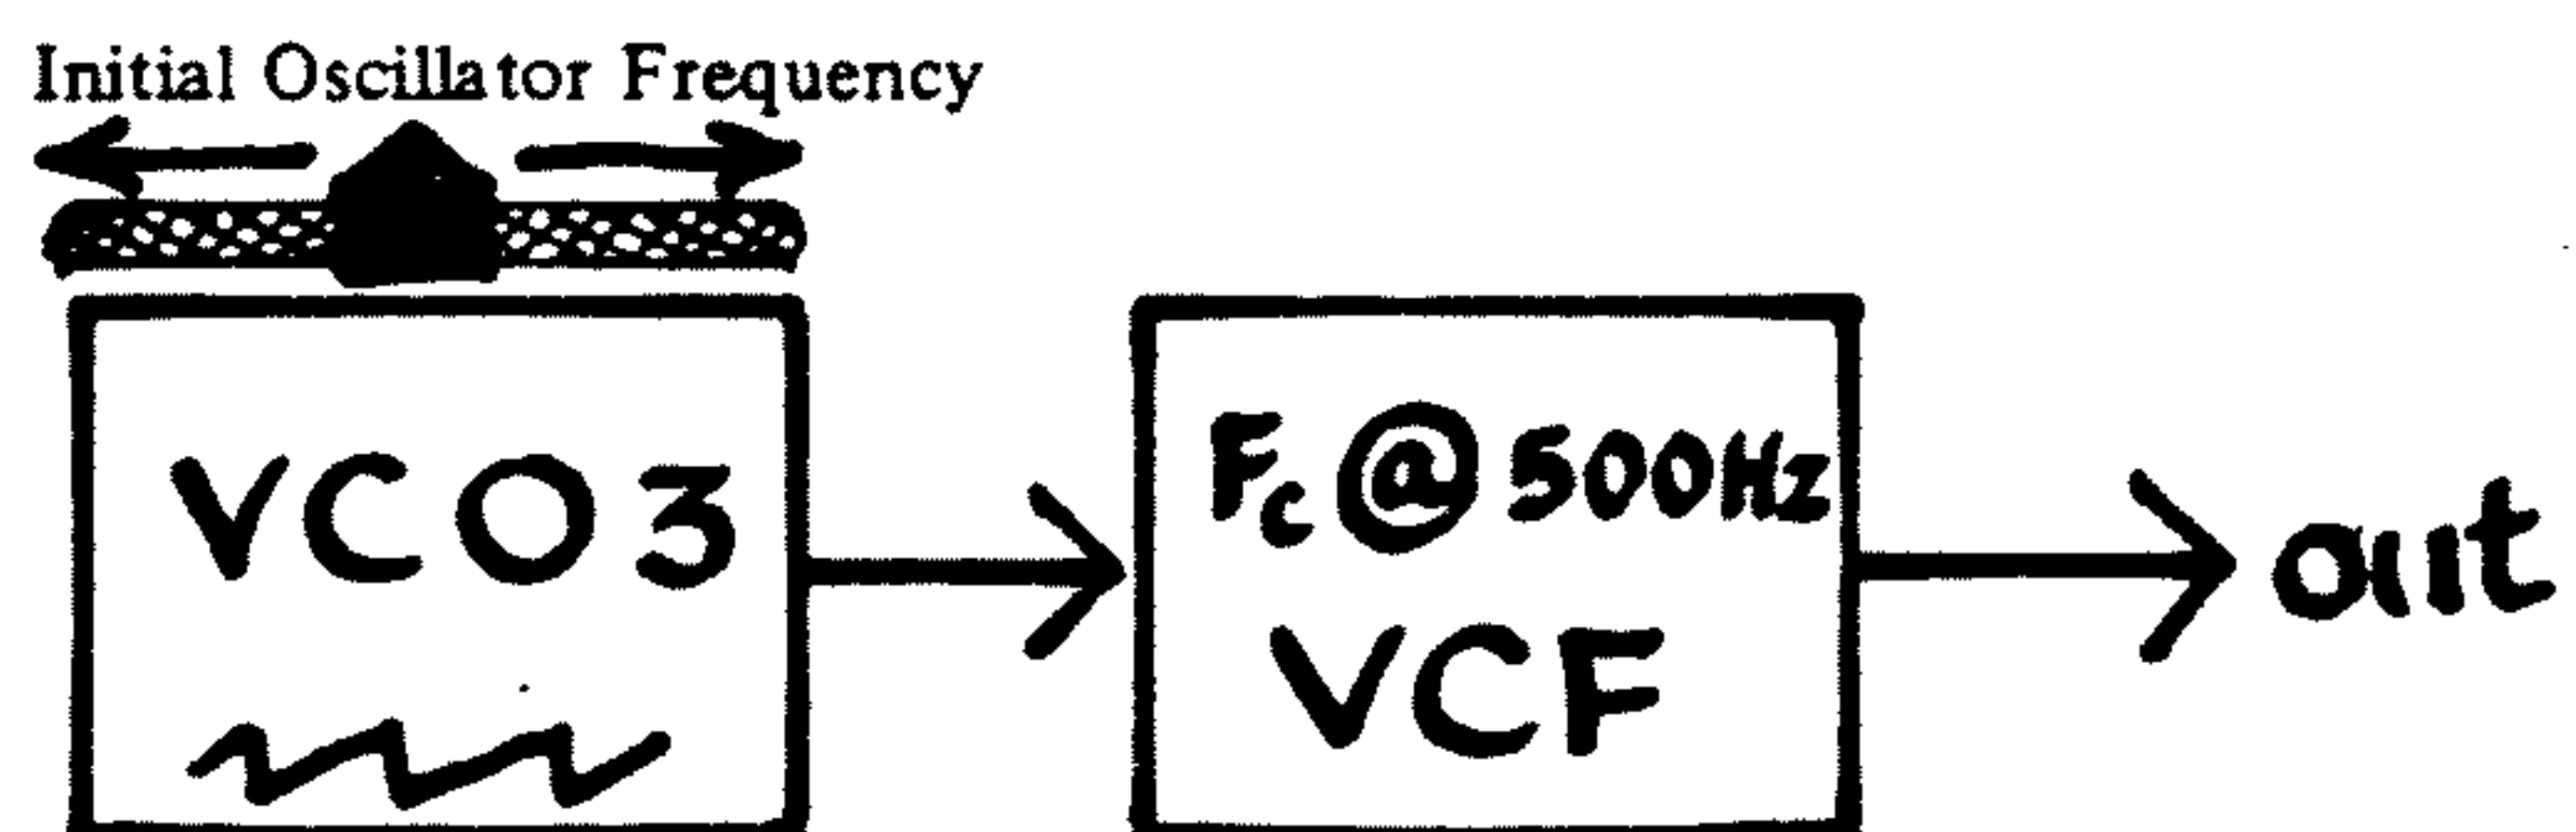 Initial Oscillator Frequency
VCO3
Fc@500Hz
VCF
out